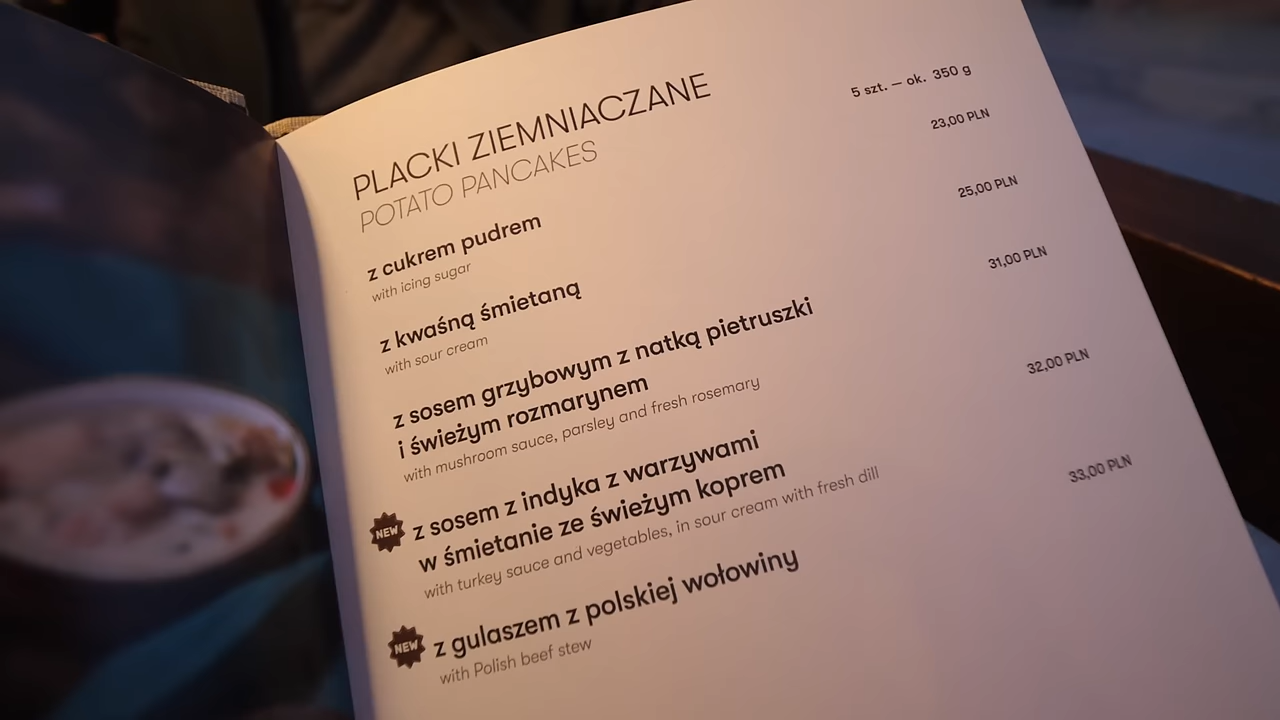 PLACKI ZIEMNIACZANE
5 szt. – ok. 350 g
POTATO PANCAKES
z cukrem pudrem 23,00 PLN
with icing sugar
z kwaśną śmietaną 25,00 PLN
with sour cream
z sosem grzybowym z natką pietruszki 31,00 PLN
i świeżym rozmarynem
with mushroom sauce, parsley and fresh rosemary
NEW z sosem z indyka z warzywami 32,00 PLN
w śmietanie ze świeżym koprem
with turkey sauce and vegetables, in sour cream with fresh dill
NEW z gulaszem z polskiej wołowiny 33,00 PLN
with Polish beef stew